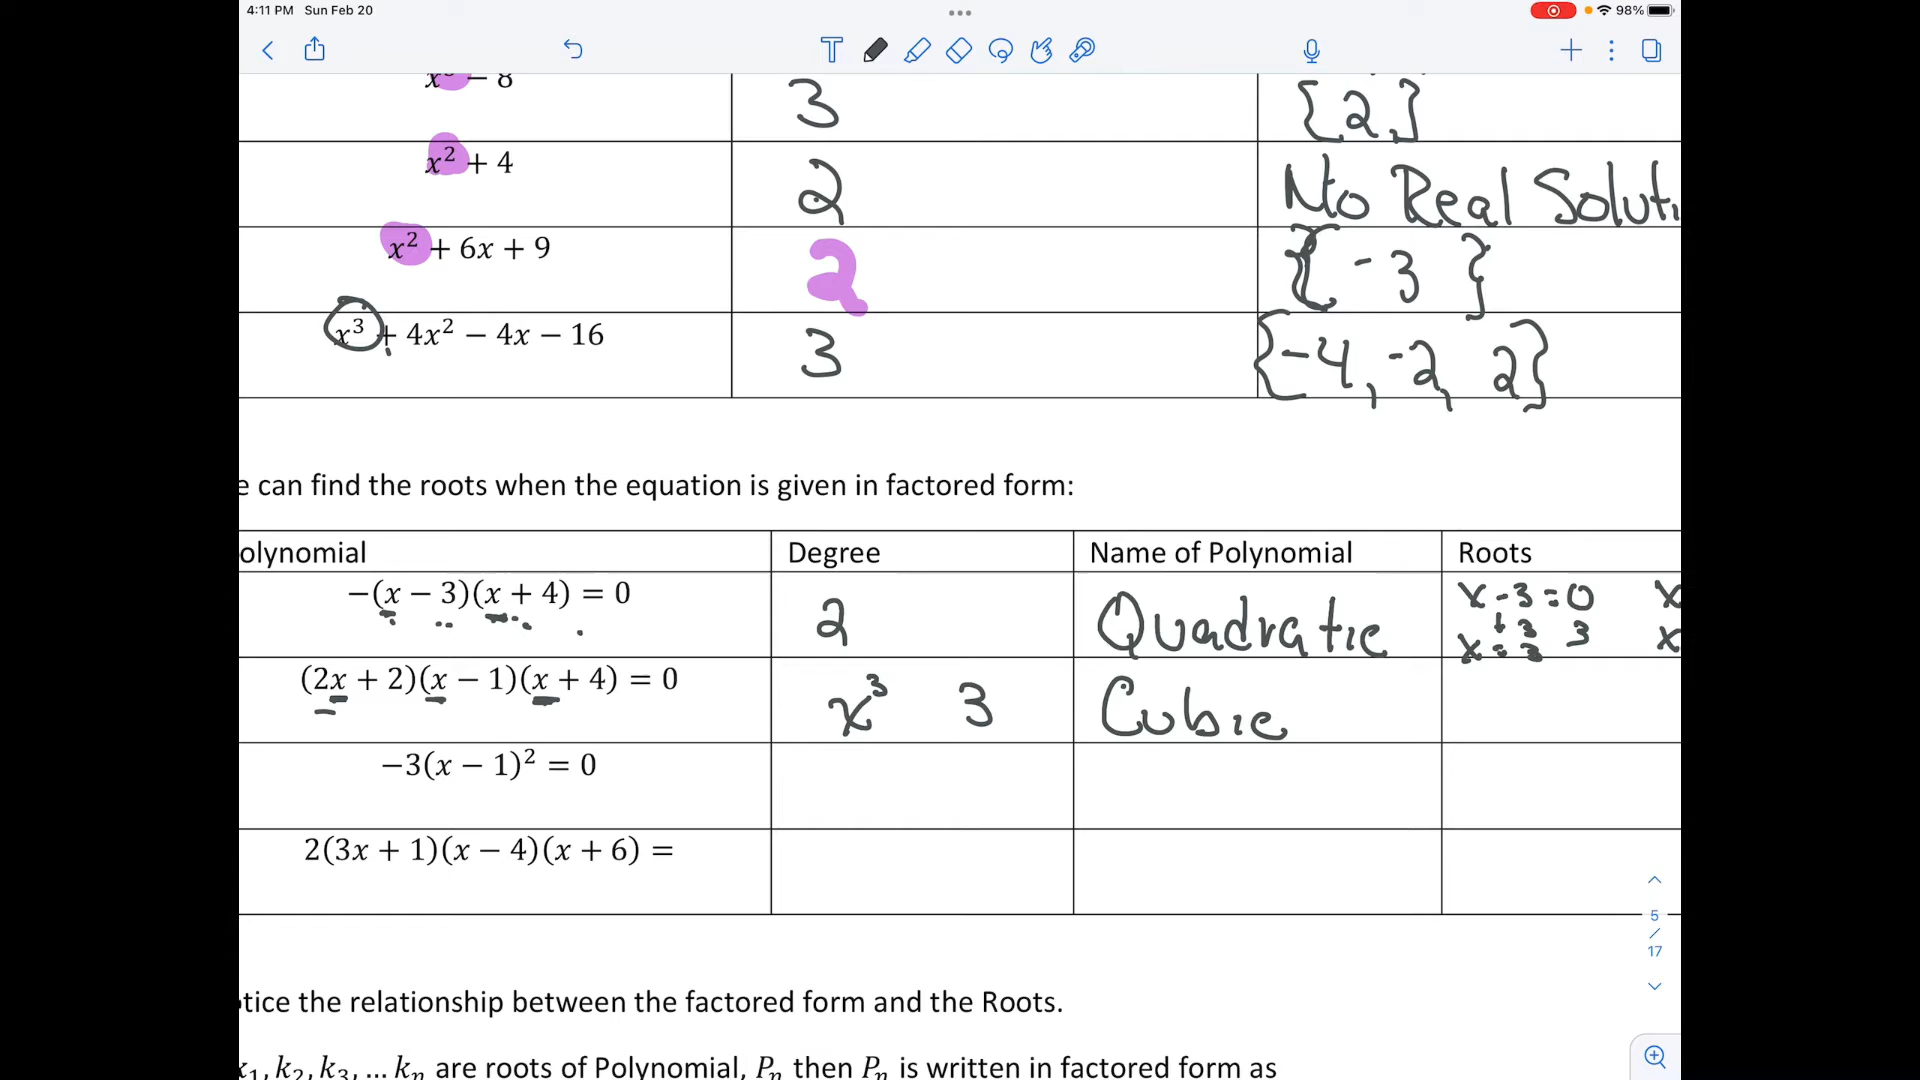 4:11 PM Sun Feb 20
98%
x³ − 8
3
{2,}
x² + 4
2
No Real Soluti
x² + 6x + 9
2
{ -3 }
x³ + 4x² − 4x − 16
3
{-4, -2, 2}
e can find the roots when the equation is given in factored form:
olynomial
Degree
Name of Polynomial
Roots
−(x − 3)(x + 4) = 0
2
Quadratic
x - 3 = 0 x
+ 3 3
x = 3 x
(2x + 2)(x − 1)(x + 4) = 0
x³ 3
Cubic
−3(x − 1)² = 0
2(3x + 1)(x − 4)(x + 6) =
5
/
17
tice the relationship between the factored form and the Roots.
k₁, k₂, k₃, … kₙ are roots of Polynomial, Pₙ then Pₙ is written in factored form as